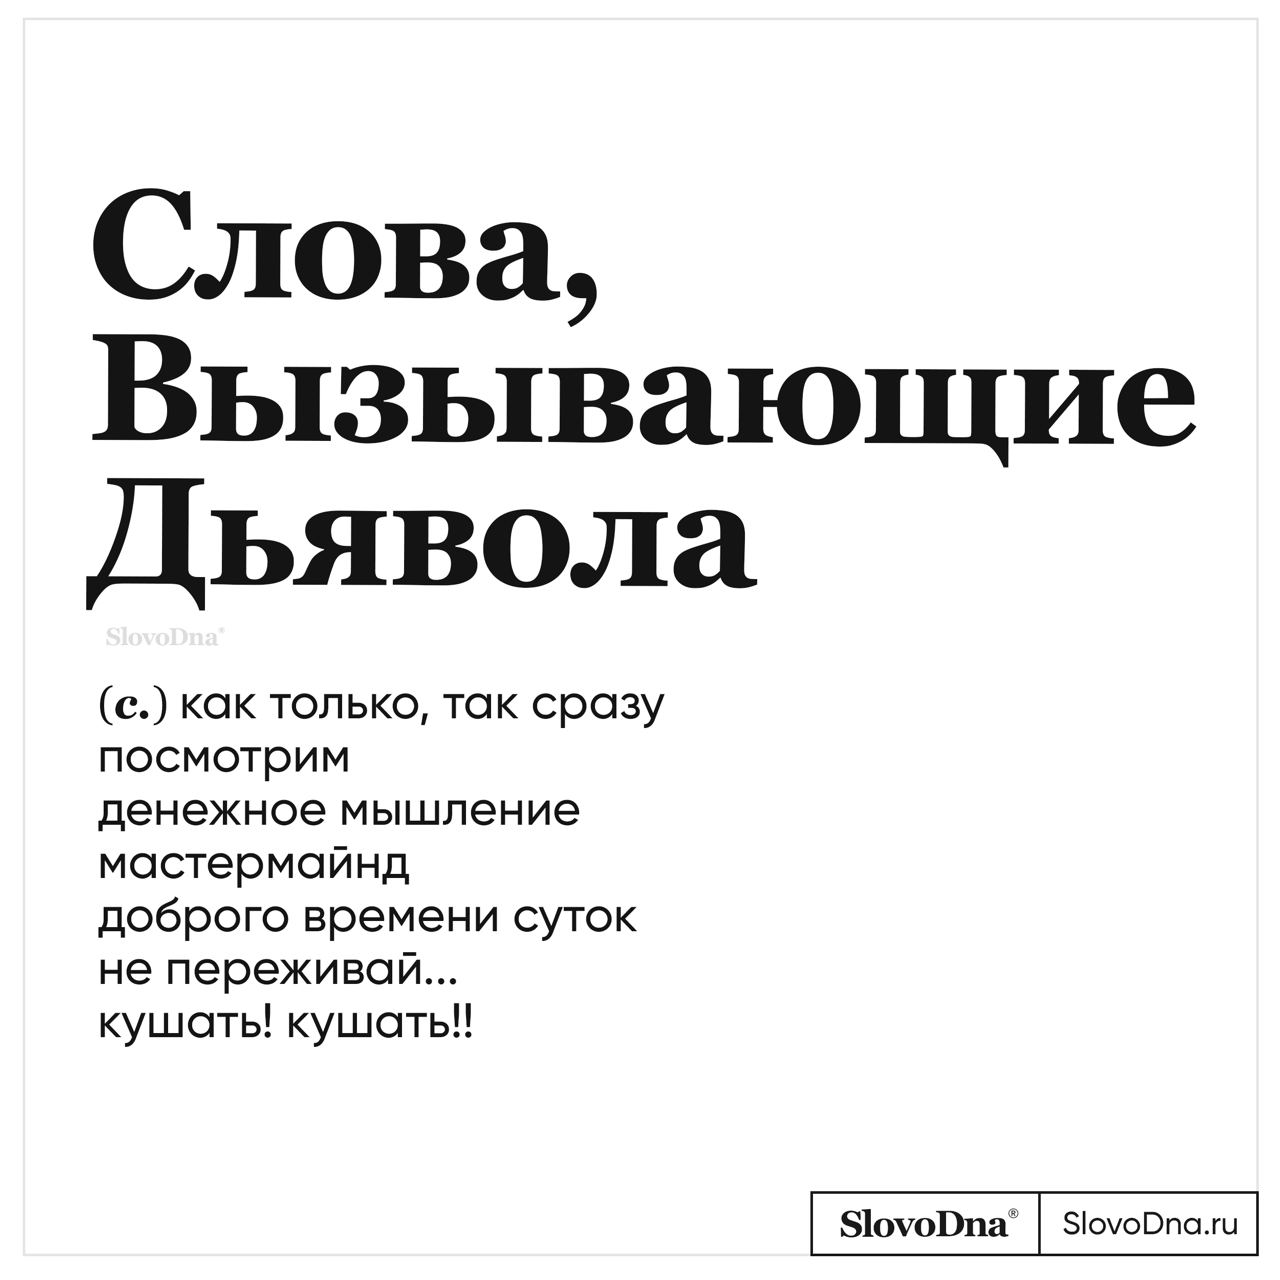 Слова,
Вызывающие
Дьявола
SlovoDna®
(с.) как только, так сразу
посмотрим
денежное мышление
мастермайнд
доброго времени суток
не переживай...
кушать! кушать!!
SlovoDna® SlovoDna.ru